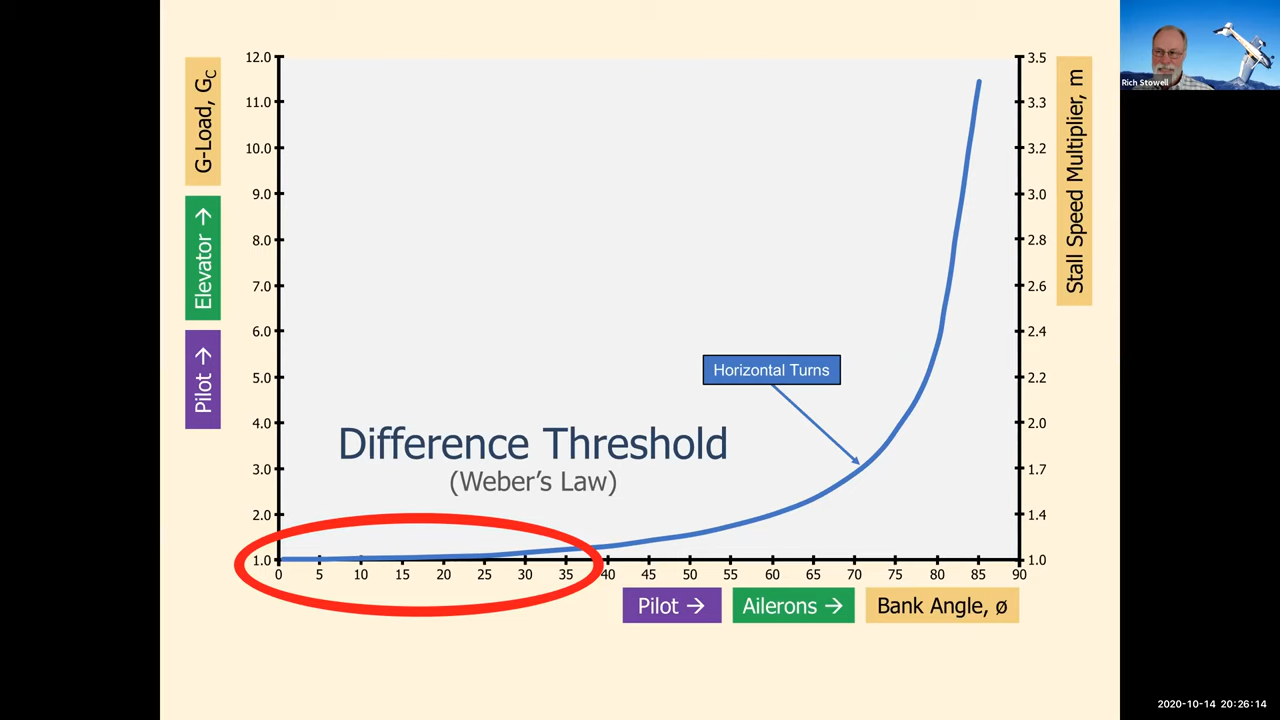 Rich Stowell
12.0
11.0
10.0
9.0
8.0
7.0
6.0
5.0
4.0
3.0
2.0
1.0
G-Load, GC
Elevator →
Pilot →
3.5
3.3
3.2
3.0
2.8
2.6
2.4
2.2
2.0
1.7
1.4
1.0
Stall Speed Multiplier, m
Horizontal Turns
Difference Threshold
(Weber's Law)
0 5 10 15 20 25 30 35 40 45 50 55 60 65 70 75 80 85 90
Pilot → Ailerons → Bank Angle, ø
2020-10-14 20:26:14